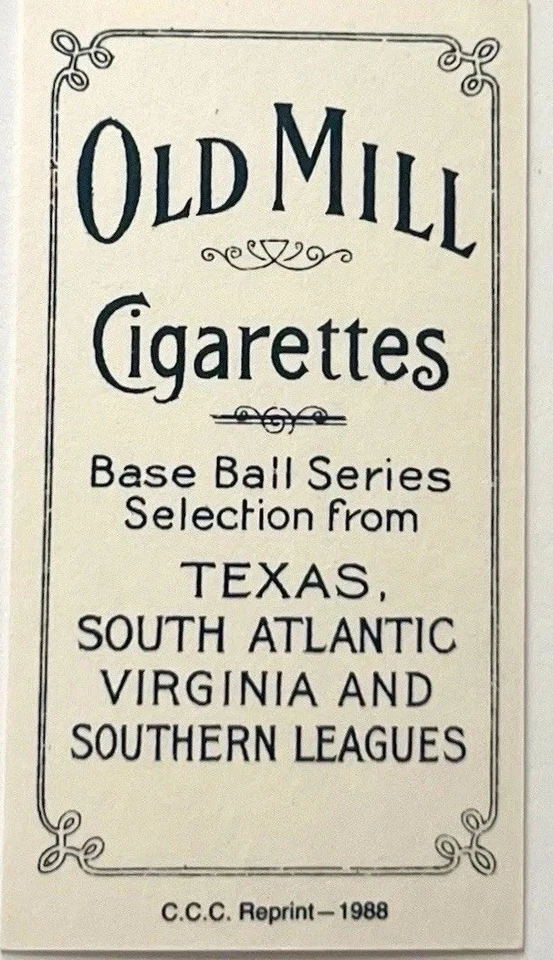 OLD MILL
Cigarettes
Base Ball Series
Selection from
TEXAS,
SOUTH ATLANTIC
VIRGINIA AND
SOUTHERN LEAGUES
C.C.C. Reprint—1988